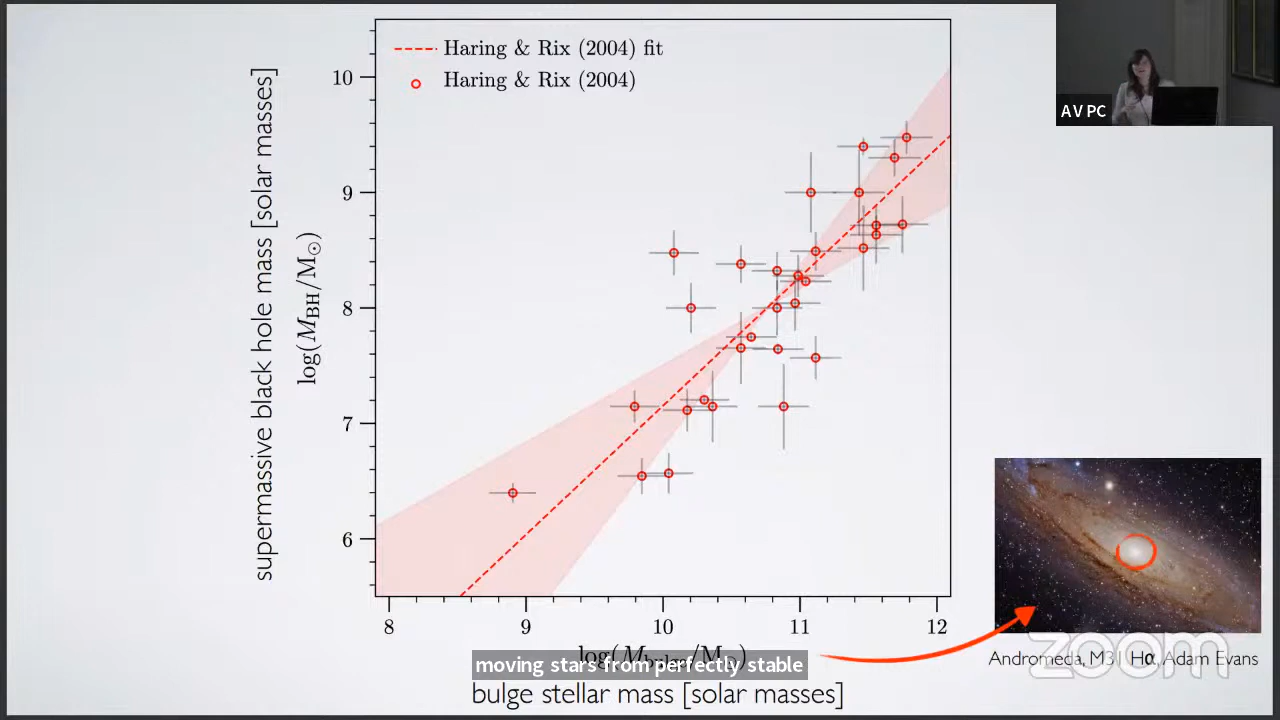 Haring & Rix (2004) fit
Haring & Rix (2004)
A V PC
supermassive black hole mass [solar masses]
log(M_BH/M_⊙)
10
9
8
7
6
8
9
10
11
12
moving stars from perfectly stable
bulge stellar mass [solar masses]
zoom
Andromeda, M31 Hα, Adam Evans